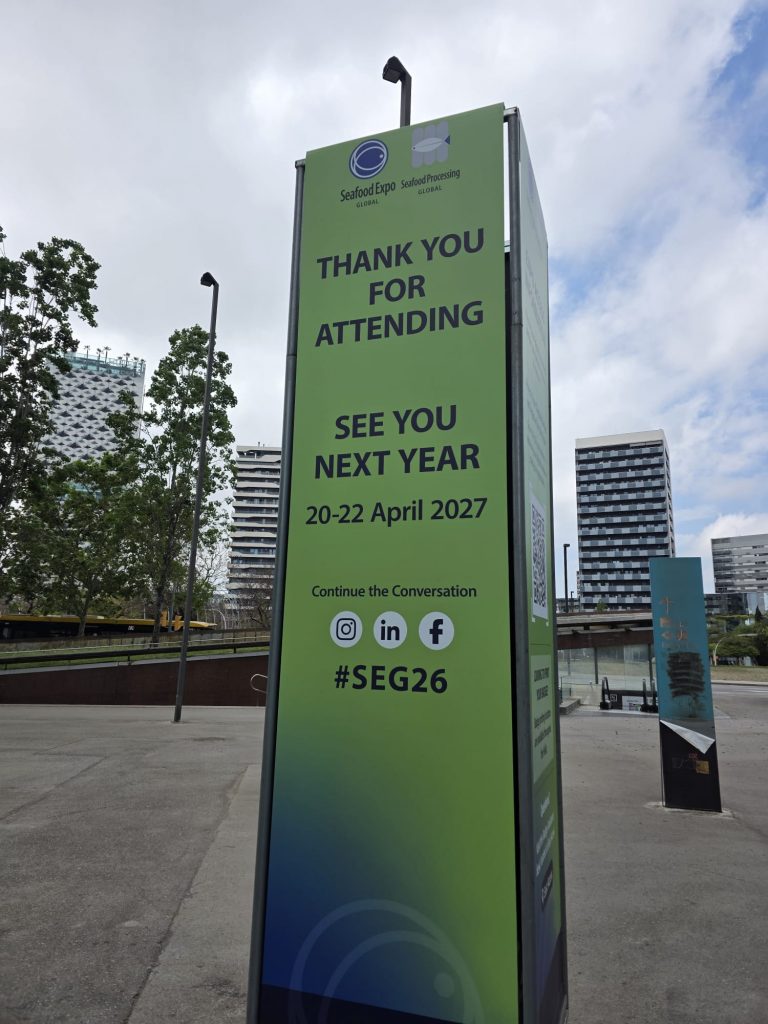 Seafood Expo
GLOBAL
Seafood Processing
GLOBAL
THANK YOU
FOR
ATTENDING
SEE YOU
NEXT YEAR
20-22 April 2027
Continue the Conversation
in
f
#SEG26